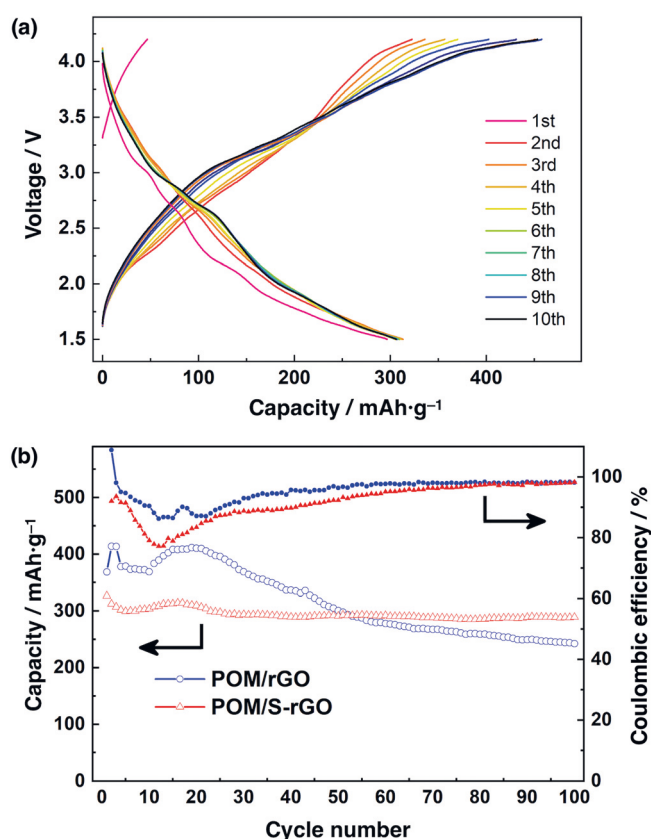 (a)
4.0
3.5
3.0
2.5
2.0
1.5
Voltage / V
1st
2nd
3rd
4th
5th
6th
7th
8th
9th
10th
0 100 200 300 400
Capacity / mAh·g⁻¹
(b)
500
400
300
250
100
0
Capacity / mAh·g⁻¹
100
80
60
40
20
0
Coulombic efficiency / %
POM/rGO
POM/S-rGO
0 10 10 20 30 40 50 60 70 80 90 100
Cycle number